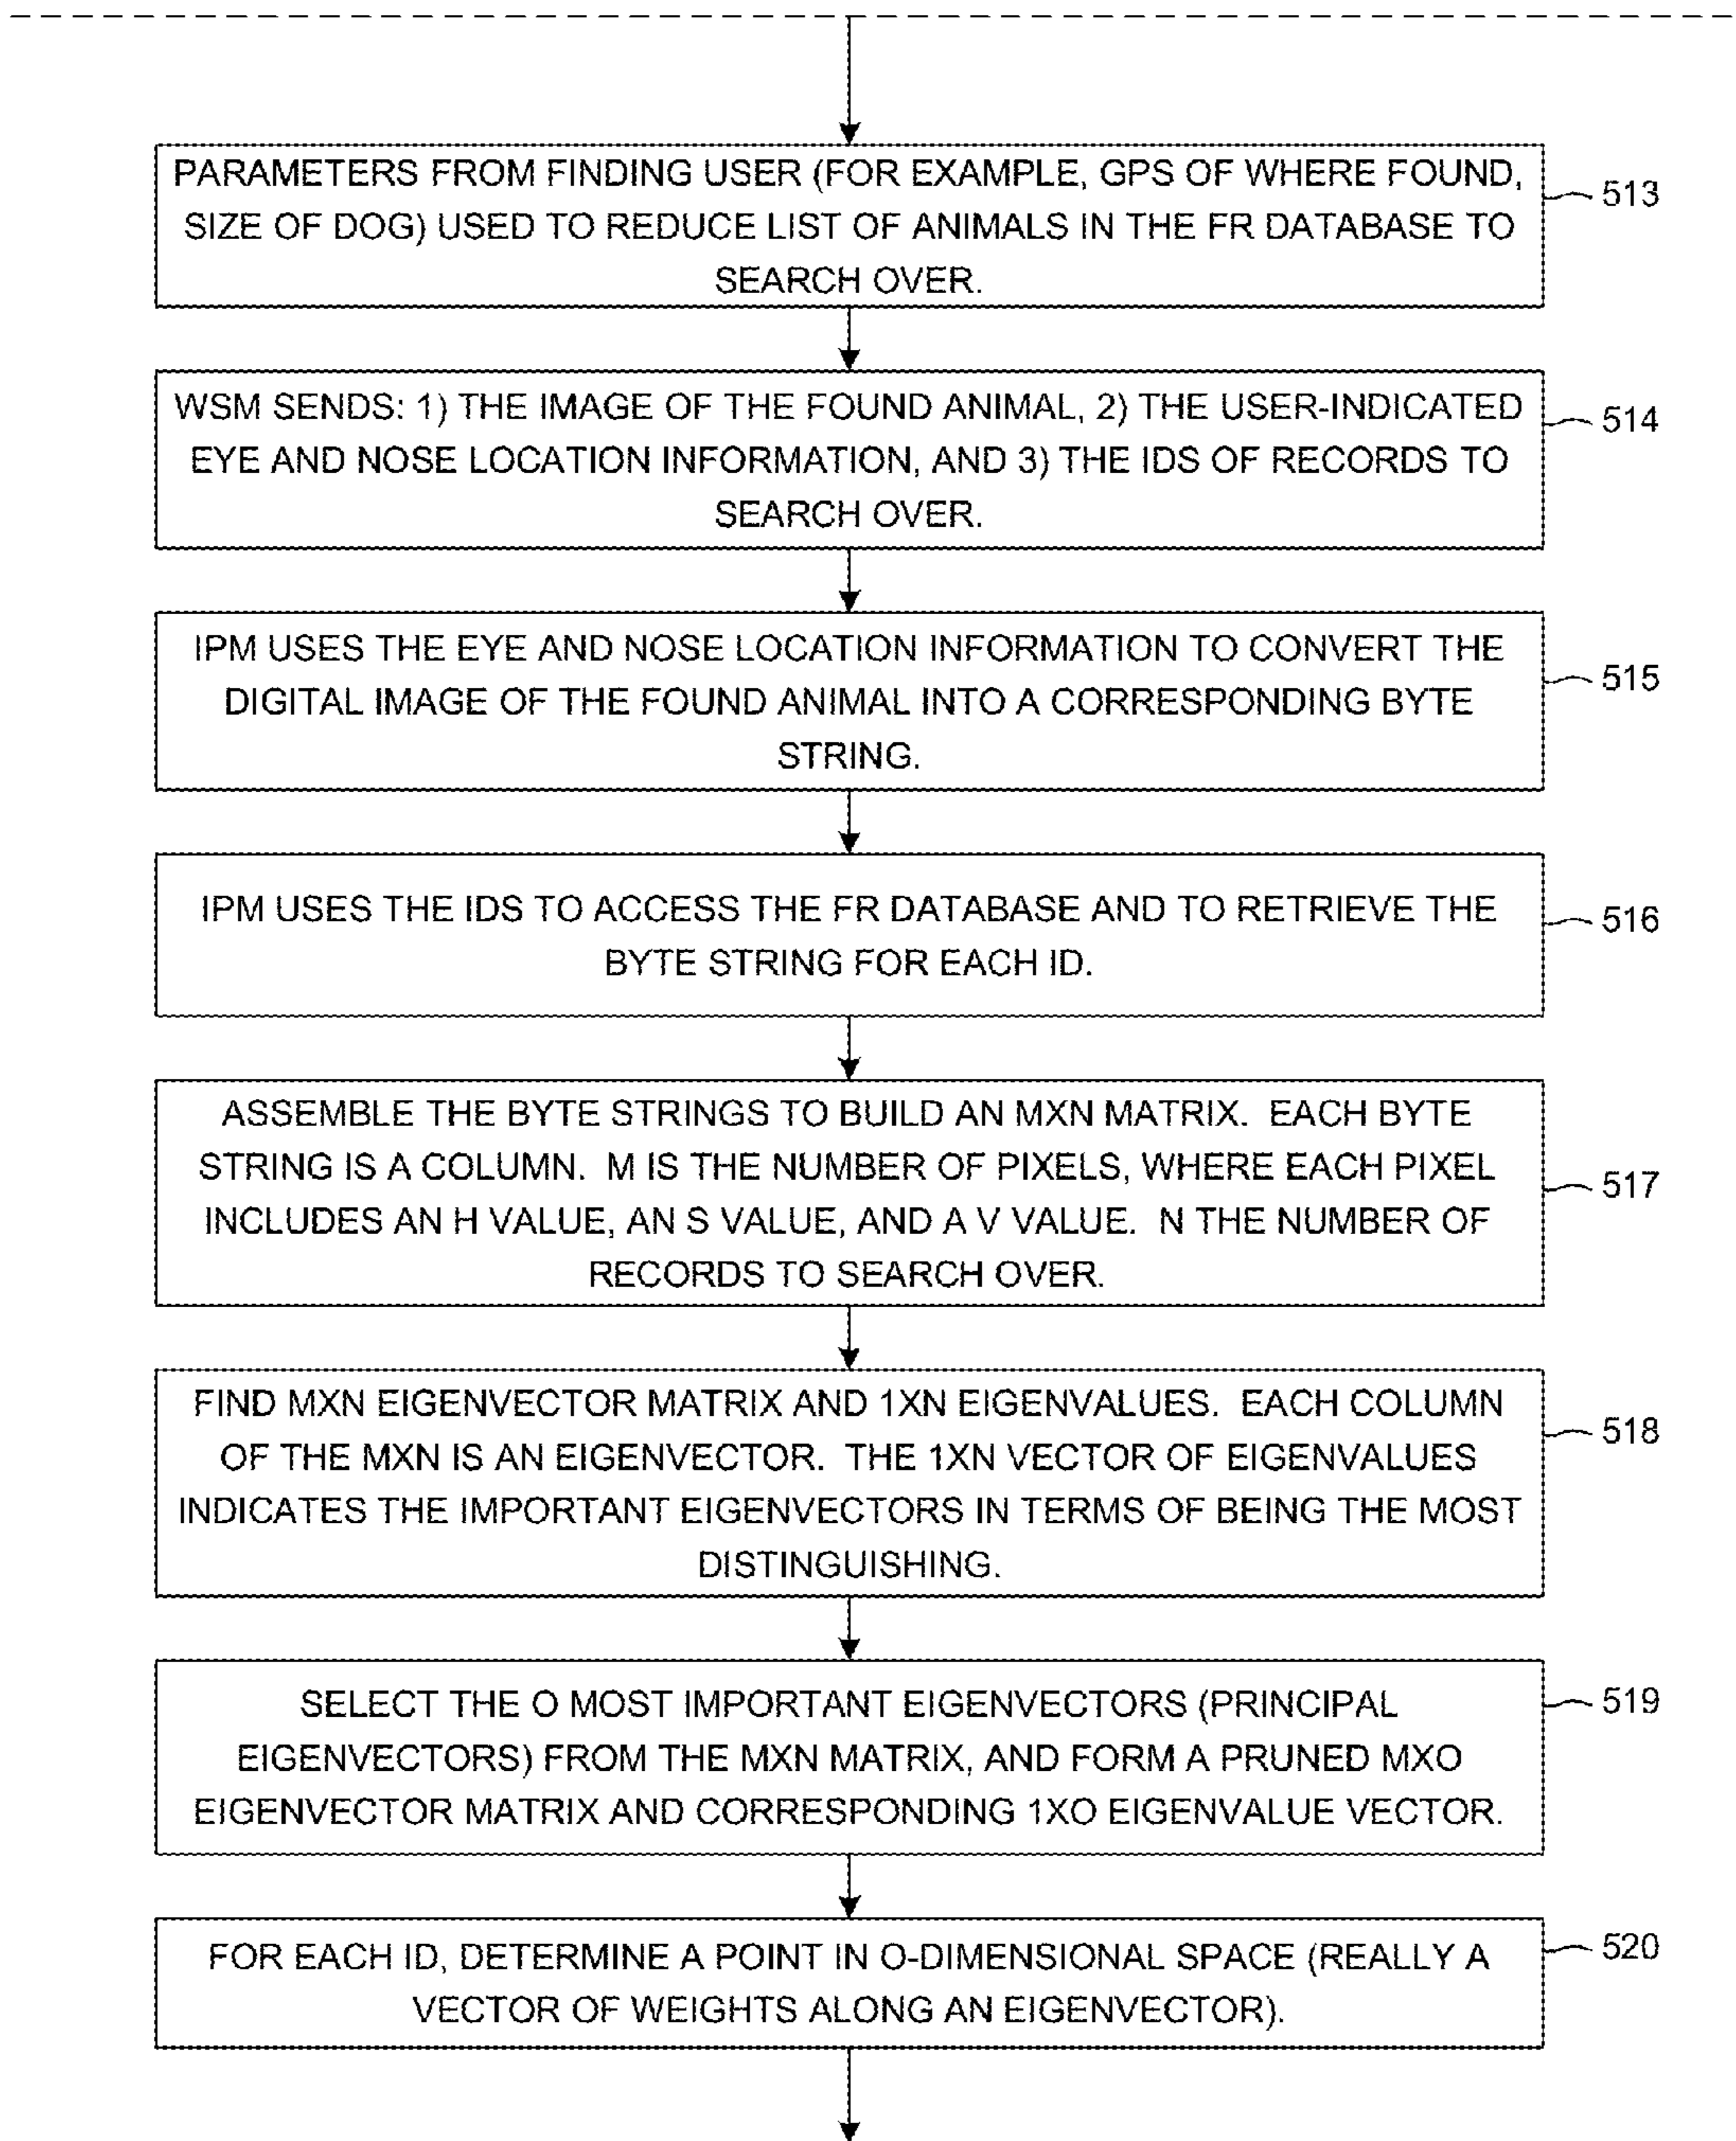 PARAMETERS FROM FINDING USER (FOR EXAMPLE, GPS OF WHERE FOUND,
SIZE OF DOG) USED TO REDUCE LIST OF ANIMALS IN THE FR DATABASE TO
SEARCH OVER.
513
WSM SENDS: 1) THE IMAGE OF THE FOUND ANIMAL, 2) THE USER-INDICATED
EYE AND NOSE LOCATION INFORMATION, AND 3) THE IDS OF RECORDS TO
SEARCH OVER.
514
IPM USES THE EYE AND NOSE LOCATION INFORMATION TO CONVERT THE
DIGITAL IMAGE OF THE FOUND ANIMAL INTO A CORRESPONDING BYTE
STRING.
515
IPM USES THE IDS TO ACCESS THE FR DATABASE AND TO RETRIEVE THE
BYTE STRING FOR EACH ID.
516
ASSEMBLE THE BYTE STRINGS TO BUILD AN MXN MATRIX. EACH BYTE
STRING IS A COLUMN. M IS THE NUMBER OF PIXELS, WHERE EACH PIXEL
INCLUDES AN H VALUE, AN S VALUE, AND A V VALUE. N THE NUMBER OF
RECORDS TO SEARCH OVER.
517
FIND MXN EIGENVECTOR MATRIX AND 1XN EIGENVALUES. EACH COLUMN
OF THE MXN IS AN EIGENVECTOR. THE 1XN VECTOR OF EIGENVALUES
INDICATES THE IMPORTANT EIGENVECTORS IN TERMS OF BEING THE MOST
DISTINGUISHING.
518
SELECT THE O MOST IMPORTANT EIGENVECTORS (PRINCIPAL
EIGENVECTORS) FROM THE MXN MATRIX, AND FORM A PRUNED MXO
EIGENVECTOR MATRIX AND CORRESPONDING 1XO EIGENVALUE VECTOR.
519
FOR EACH ID, DETERMINE A POINT IN O-DIMENSIONAL SPACE (REALLY A
VECTOR OF WEIGHTS ALONG AN EIGENVECTOR).
520